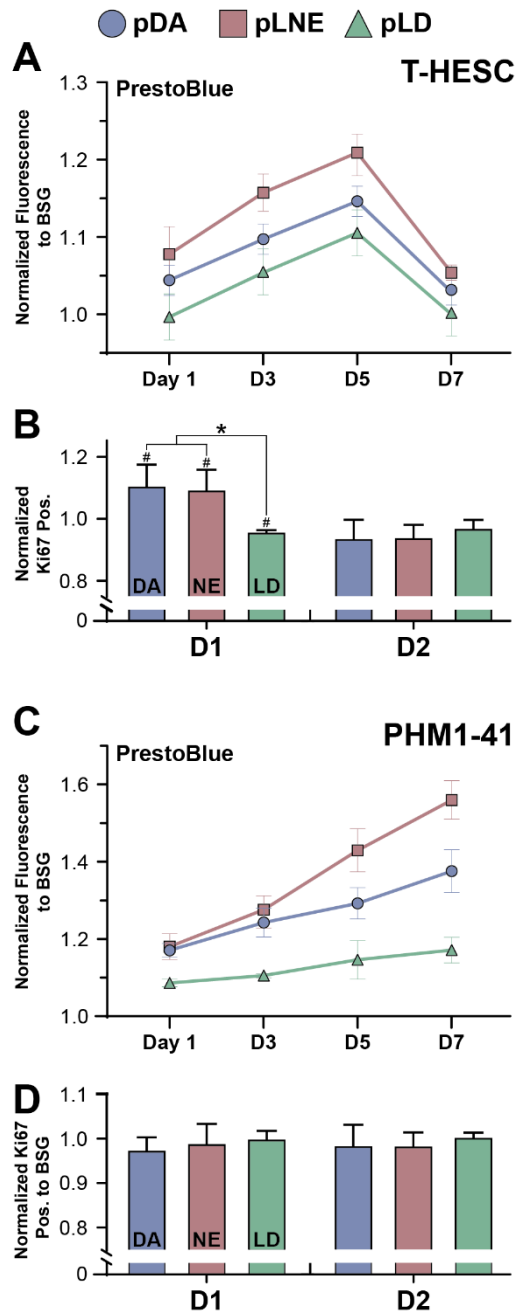 pDA pLNE pLD
A
T-HESC
PrestoBlue
Normalized Fluorescence
to BSG
1.3
1.2
1.1
1.0
Day 1 D3 D5 D7
B
Normalized
Ki67 Pos.
1.2
1.0
0.8
0
*
# # #
DA NE LD
D1 D2
C
PHM1-41
PrestoBlue
Normalized Fluorescence
to BSG
1.6
1.4
1.2
1.0
Day 1 D3 D5 D7
D
Normalized Ki67
Pos. to BSG
1.1
1.0
0.9
0.8
0
DA NE LD
D1 D2